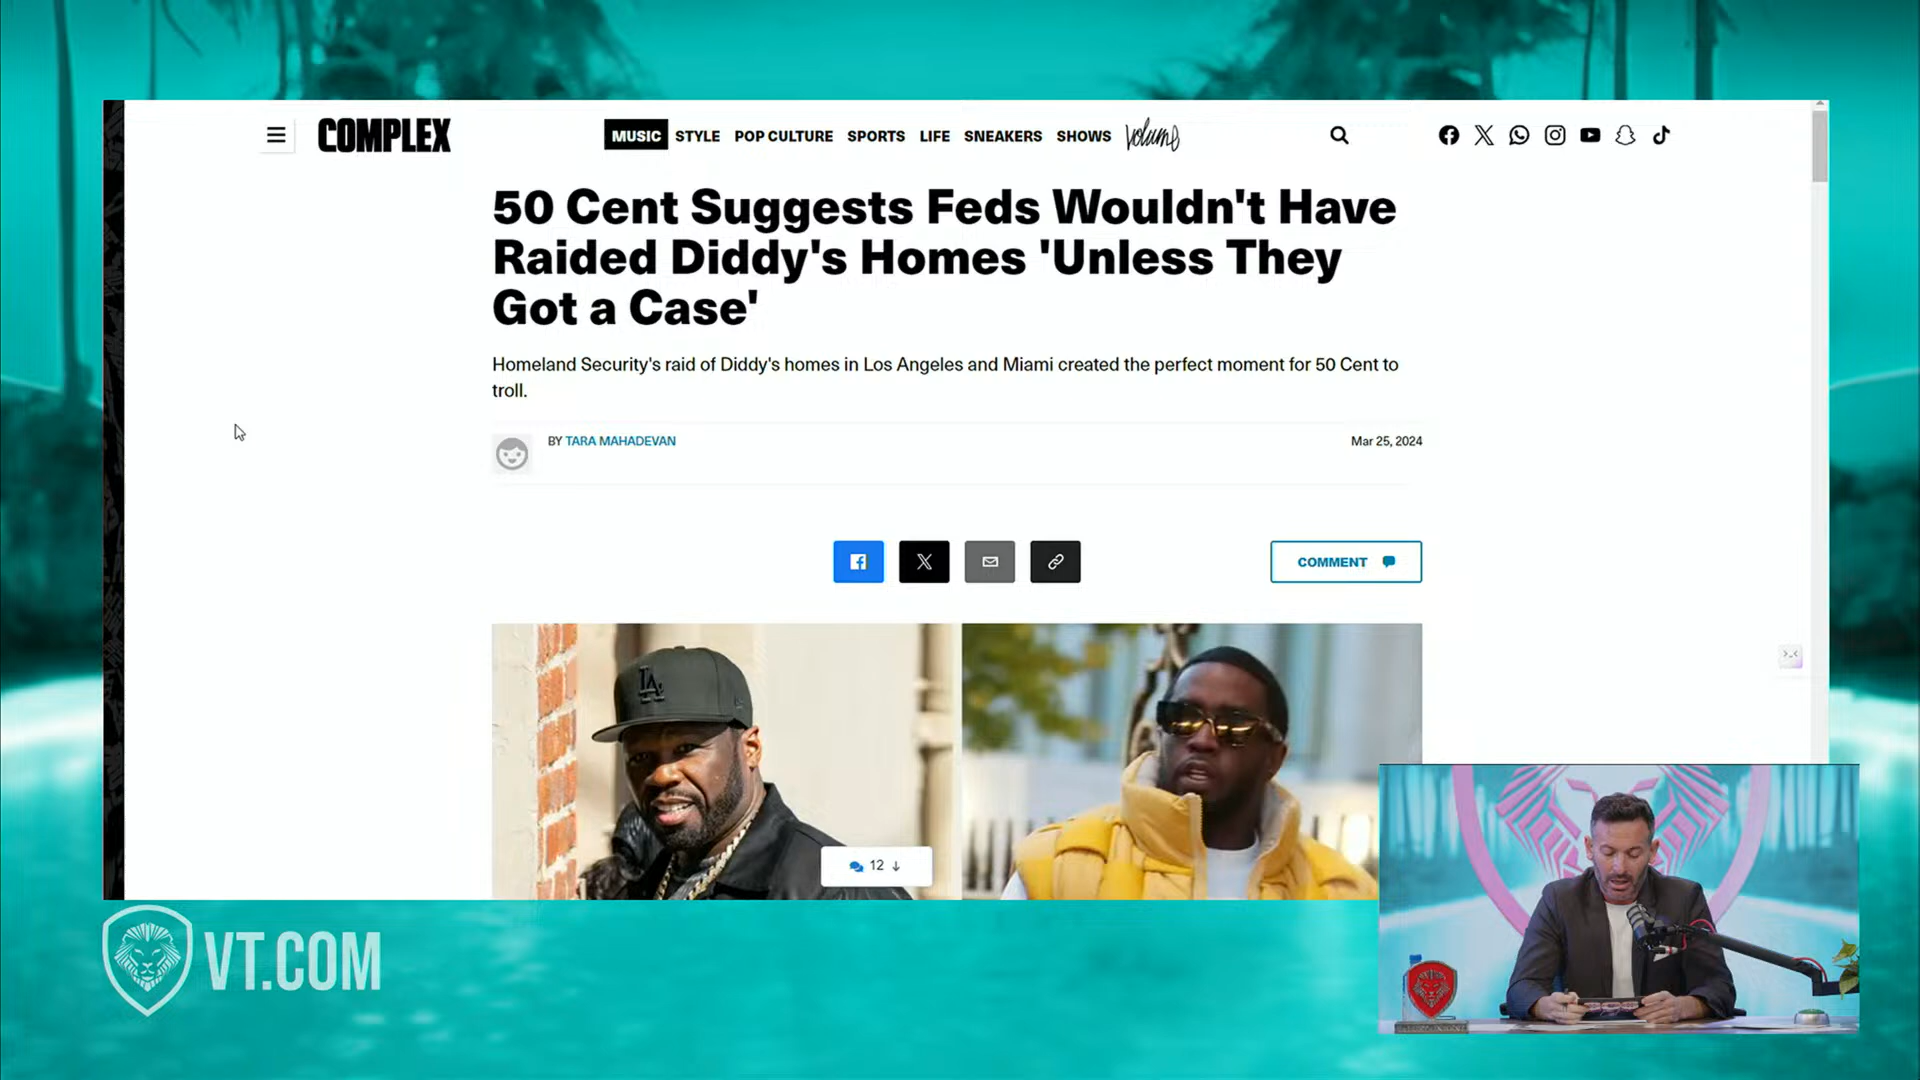 COMPLEX
MUSIC STYLE POP CULTURE SPORTS LIFE SNEAKERS SHOWS Volume
50 Cent Suggests Feds Wouldn't Have
Raided Diddy's Homes 'Unless They
Got a Case'
Homeland Security's raid of Diddy's homes in Los Angeles and Miami created the perfect moment for 50 Cent to
troll.
BY TARA MAHADEVAN
Mar 25, 2024
COMMENT
LA
12
VT.COM